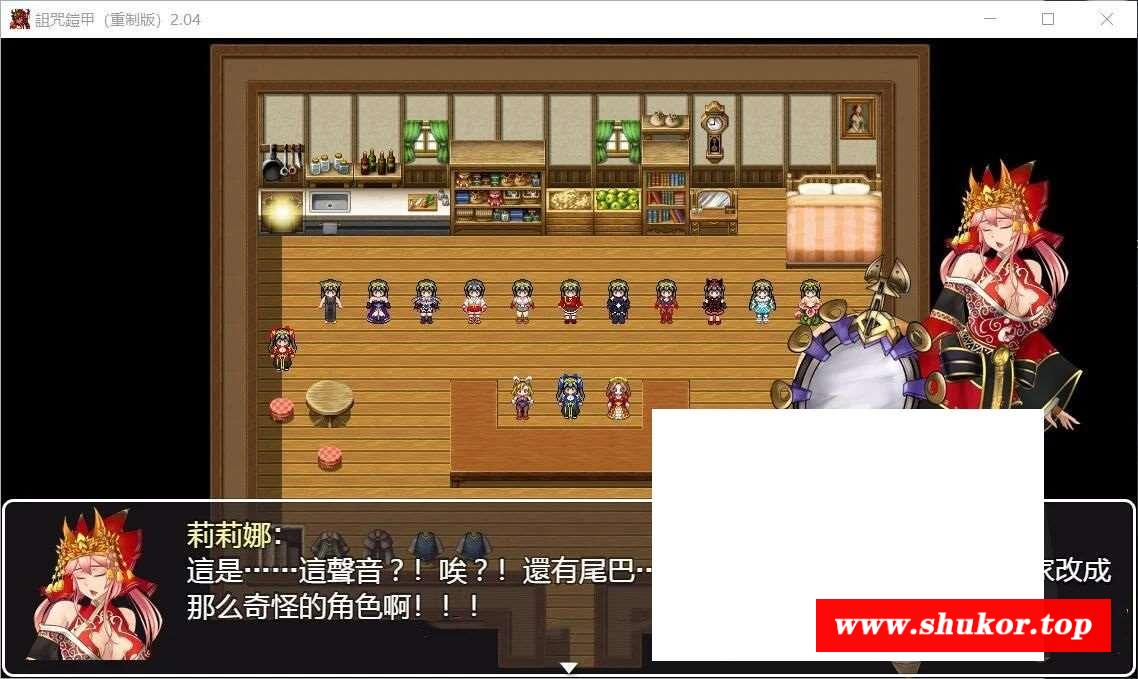 詛咒鎧甲（重制版）2.04
莉莉娜：
這是……這聲音？！唉？！還有尾巴…
家改成
那么奇怪的角色啊！！！
www.shukor.top